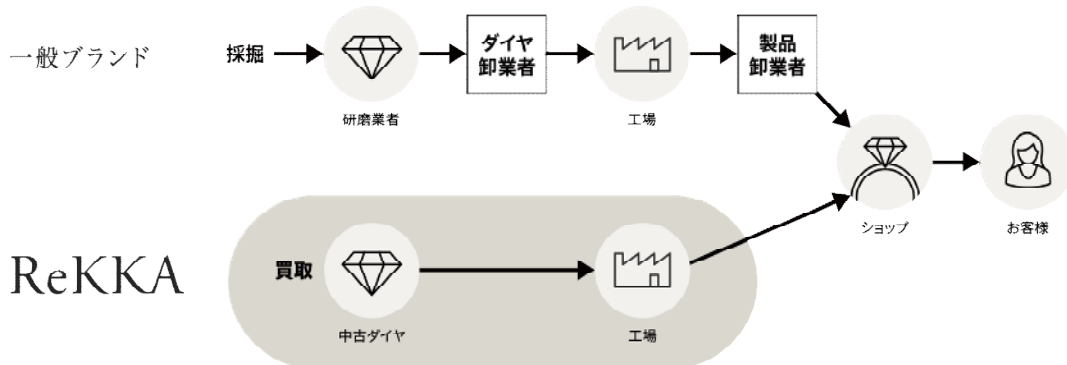 一般ブランド
採掘
研磨業者
ダイヤ
卸業者
工場
製品
卸業者
ショップ
お客様
ReKKA
買取
中古ダイヤ
工場